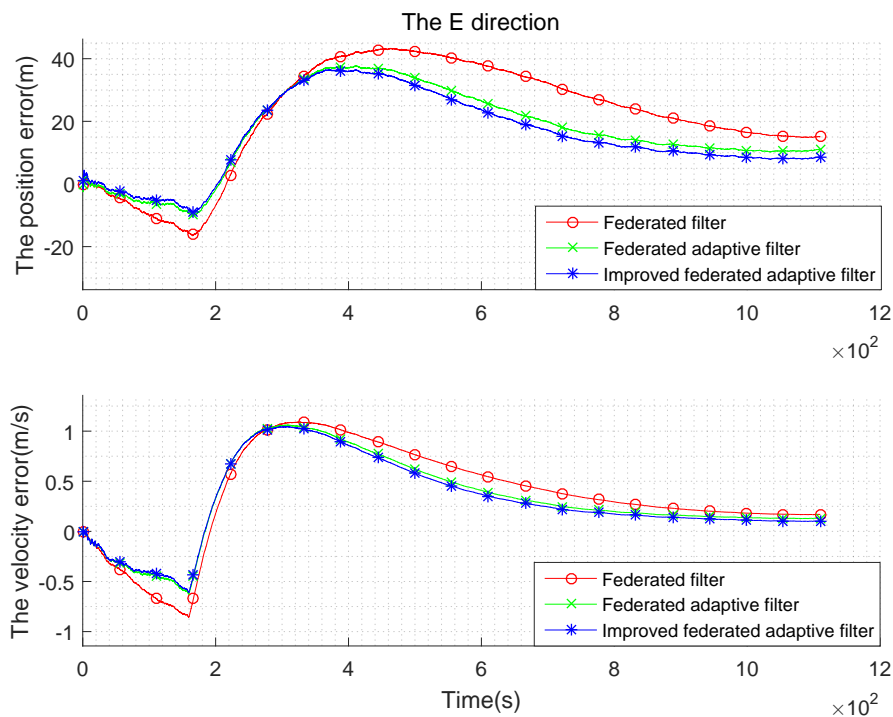 The E direction
The position error(m)
40
20
0
-20
Federated filter
Federated adaptive filter
Improved federated adaptive filter
0
2
4
6
8
10
12
×10²
The velocity error(m/s)
1
0.5
0
-0.5
-1
Federated filter
Federated adaptive filter
Improved federated adaptive filter
0
2
4
6
8
10
12
Time(s)
×10²